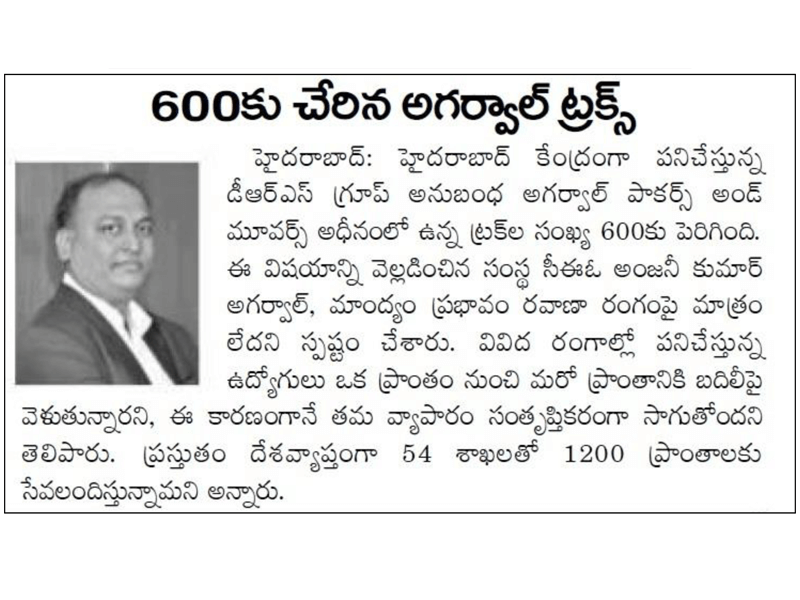 600కు చేరిన అగర్వాల్ ట్రక్స్
హైదరాబాద్: హైదరాబాద్ కేంద్రంగా పనిచేస్తున్న
డీఆర్ఎస్ గ్రూప్ అనుబంధ అగర్వాల్ పాకర్స్ అండ్
మూవర్స్ అధీనంలో ఉన్న ట్రక్‌ల సంఖ్య 600కు పెరిగింది.
ఈ విషయాన్ని వెల్లడించిన సంస్థ సీఈఓ అంజనీ కుమార్
అగర్వాల్, మాంద్యం ప్రభావం రవాణా రంగంపై మాత్రం
లేదని స్పష్టం చేశారు. వివిద రంగాల్లో పనిచేస్తున్న
ఉద్యోగులు ఒక ప్రాంతం నుంచి మరో ప్రాంతానికి బదిలీపై
వెళుతున్నారని, ఈ కారణంగానే తమ వ్యాపారం సంతృప్తికరంగా సాగుతోందని
తెలిపారు. ప్రస్తుతం దేశవ్యాప్తంగా 54 శాఖలతో 1200 ప్రాంతాలకు
సేవలందిస్తున్నామని అన్నారు.